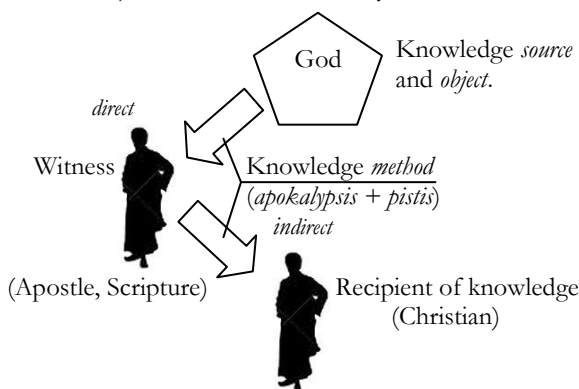 God
Knowledge source
and object.
direct
Witness
Knowledge method
(apokalypsis + pistis)
indirect
(Apostle, Scripture)
Recipient of knowledge
(Christian)